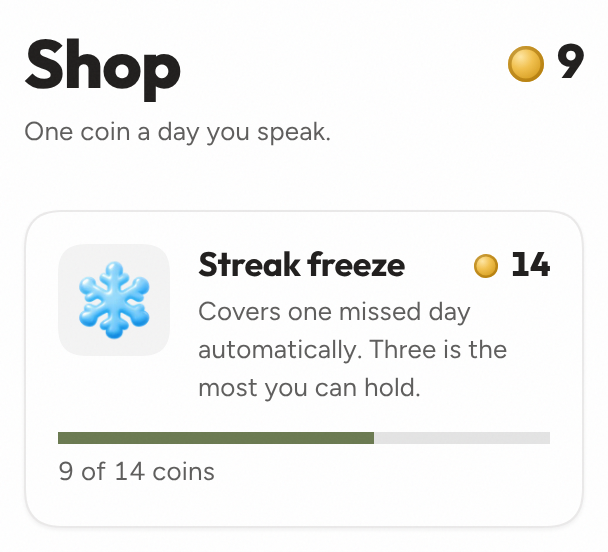 Shop
9
One coin a day you speak.
Streak freeze
14
Covers one missed day
automatically. Three is the
most you can hold.
9 of 14 coins